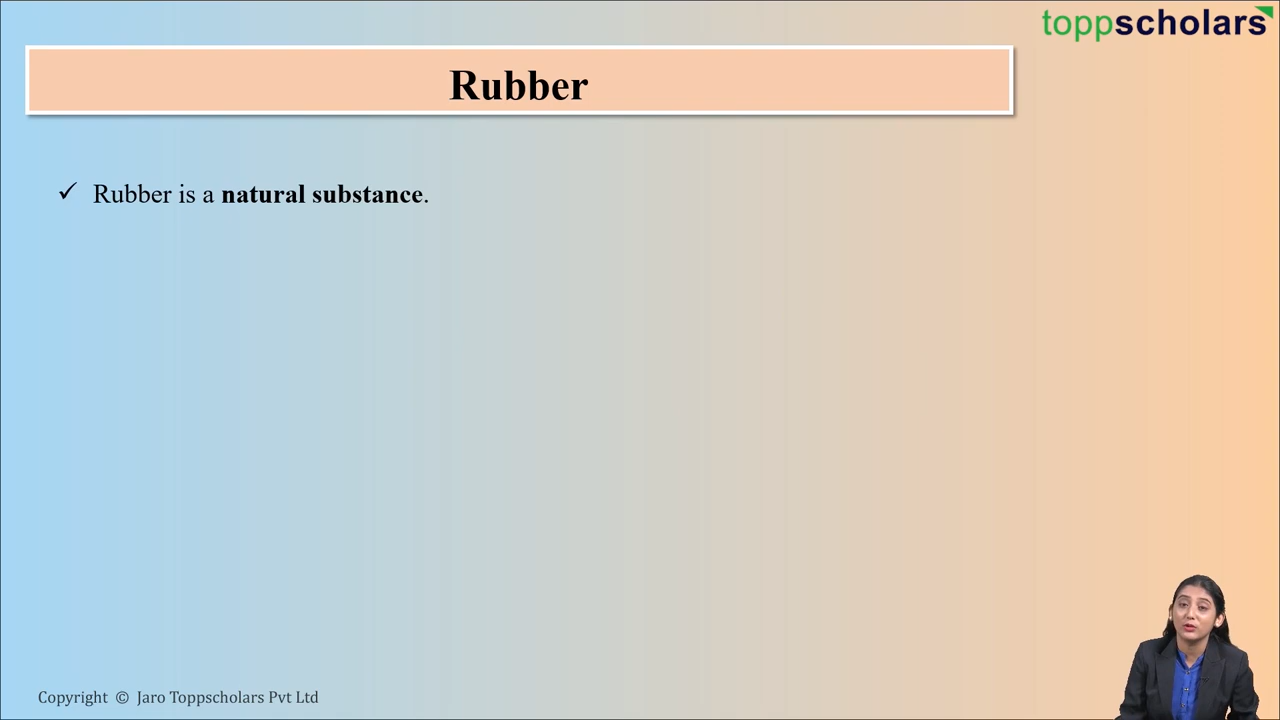 toppscholars
Rubber
✓ Rubber is a natural substance.
Copyright © Jaro Toppscholars Pvt Ltd